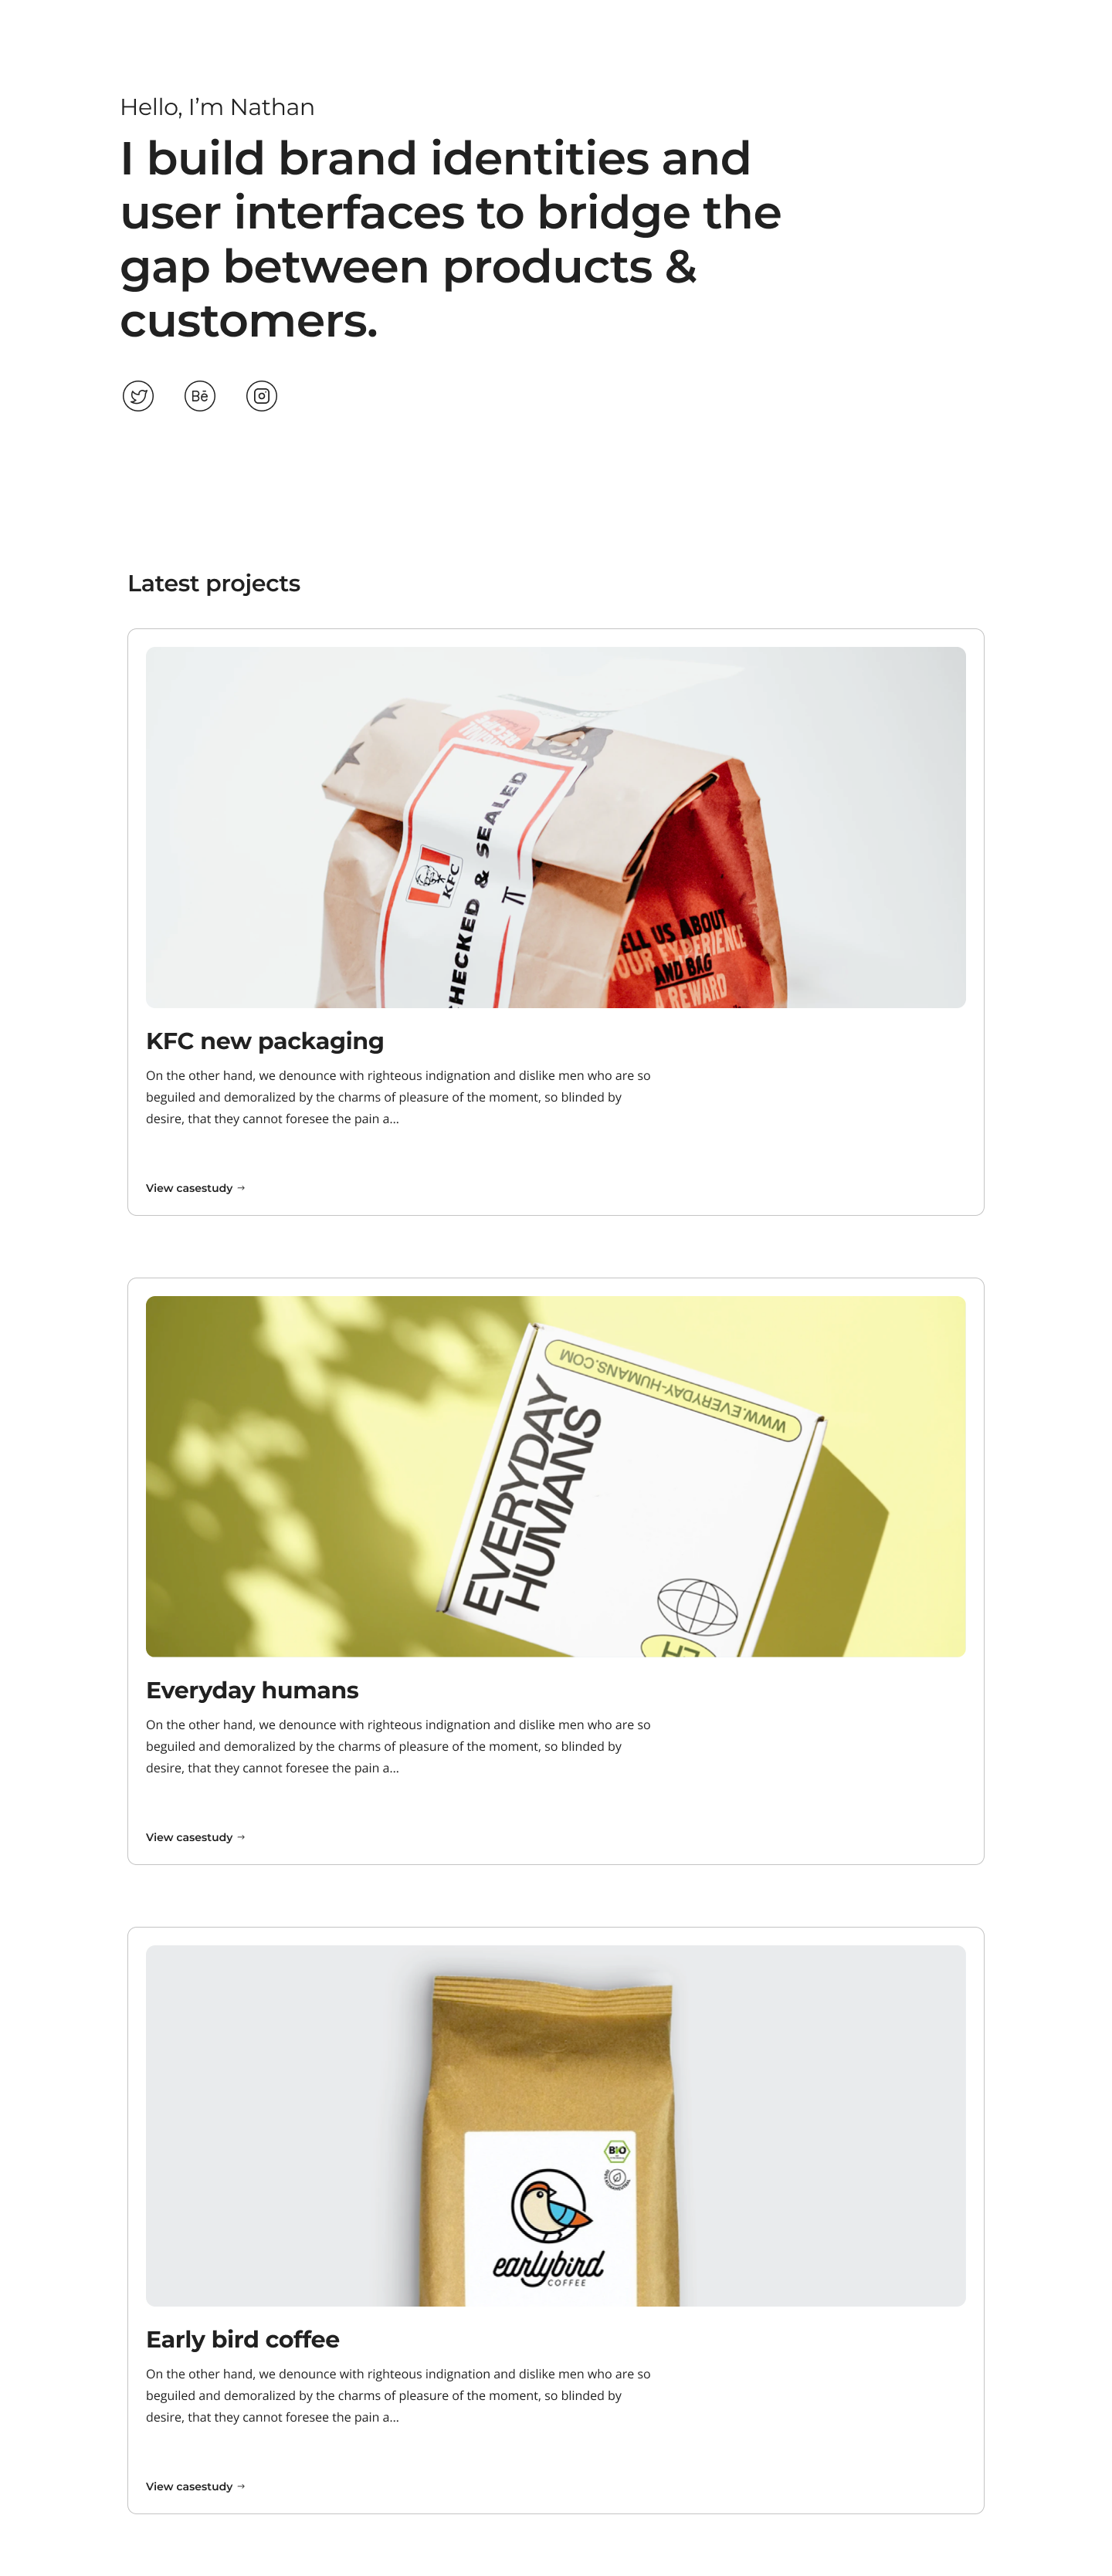 Hello, I’m Nathan
I build brand identities and
user interfaces to bridge the
gap between products &
customers.
Bē
Latest projects
KFC
HECKED & SEALED
ELL US ABOUT
YOUR EXPERIENCE
AND BAG
A REWARD
KFC new packaging
On the other hand, we denounce with righteous indignation and dislike men who are so
beguiled and demoralized by the charms of pleasure of the moment, so blinded by
desire, that they cannot foresee the pain a...
View casestudy →
WWW.EVERYDAY-HUMANS.COM
EVERYDAY
HUMANS
Everyday humans
On the other hand, we denounce with righteous indignation and dislike men who are so
beguiled and demoralized by the charms of pleasure of the moment, so blinded by
desire, that they cannot foresee the pain a...
View casestudy →
BIO
earlybird
COFFEE
Early bird coffee
On the other hand, we denounce with righteous indignation and dislike men who are so
beguiled and demoralized by the charms of pleasure of the moment, so blinded by
desire, that they cannot foresee the pain a...
View casestudy →